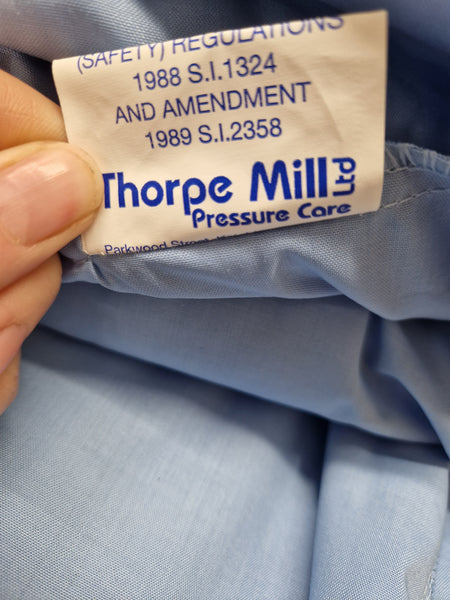 (SAFETY) REGULATIONS
1988 S.I.1324
AND AMENDMENT
1989 S.I.2358
Thorpe Mill Ltd
Pressure Care
Parkwood Street